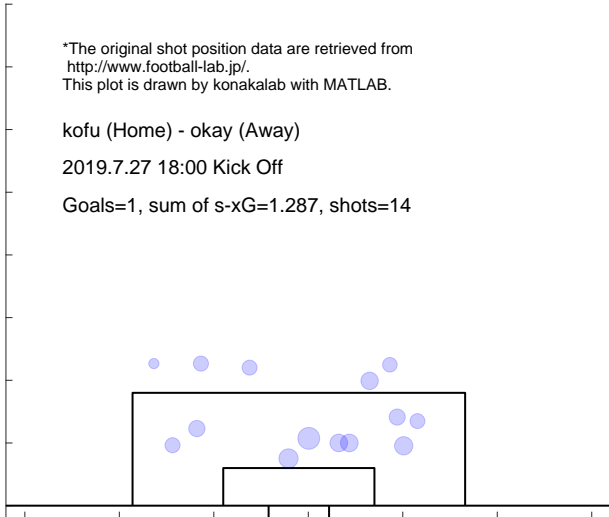 *The original shot position data are retrieved from
http://www.football-lab.jp/.
This plot is drawn by konakalab with MATLAB.
kofu (Home) - okay (Away)
2019.7.27 18:00 Kick Off
Goals=1, sum of s-xG=1.287, shots=14